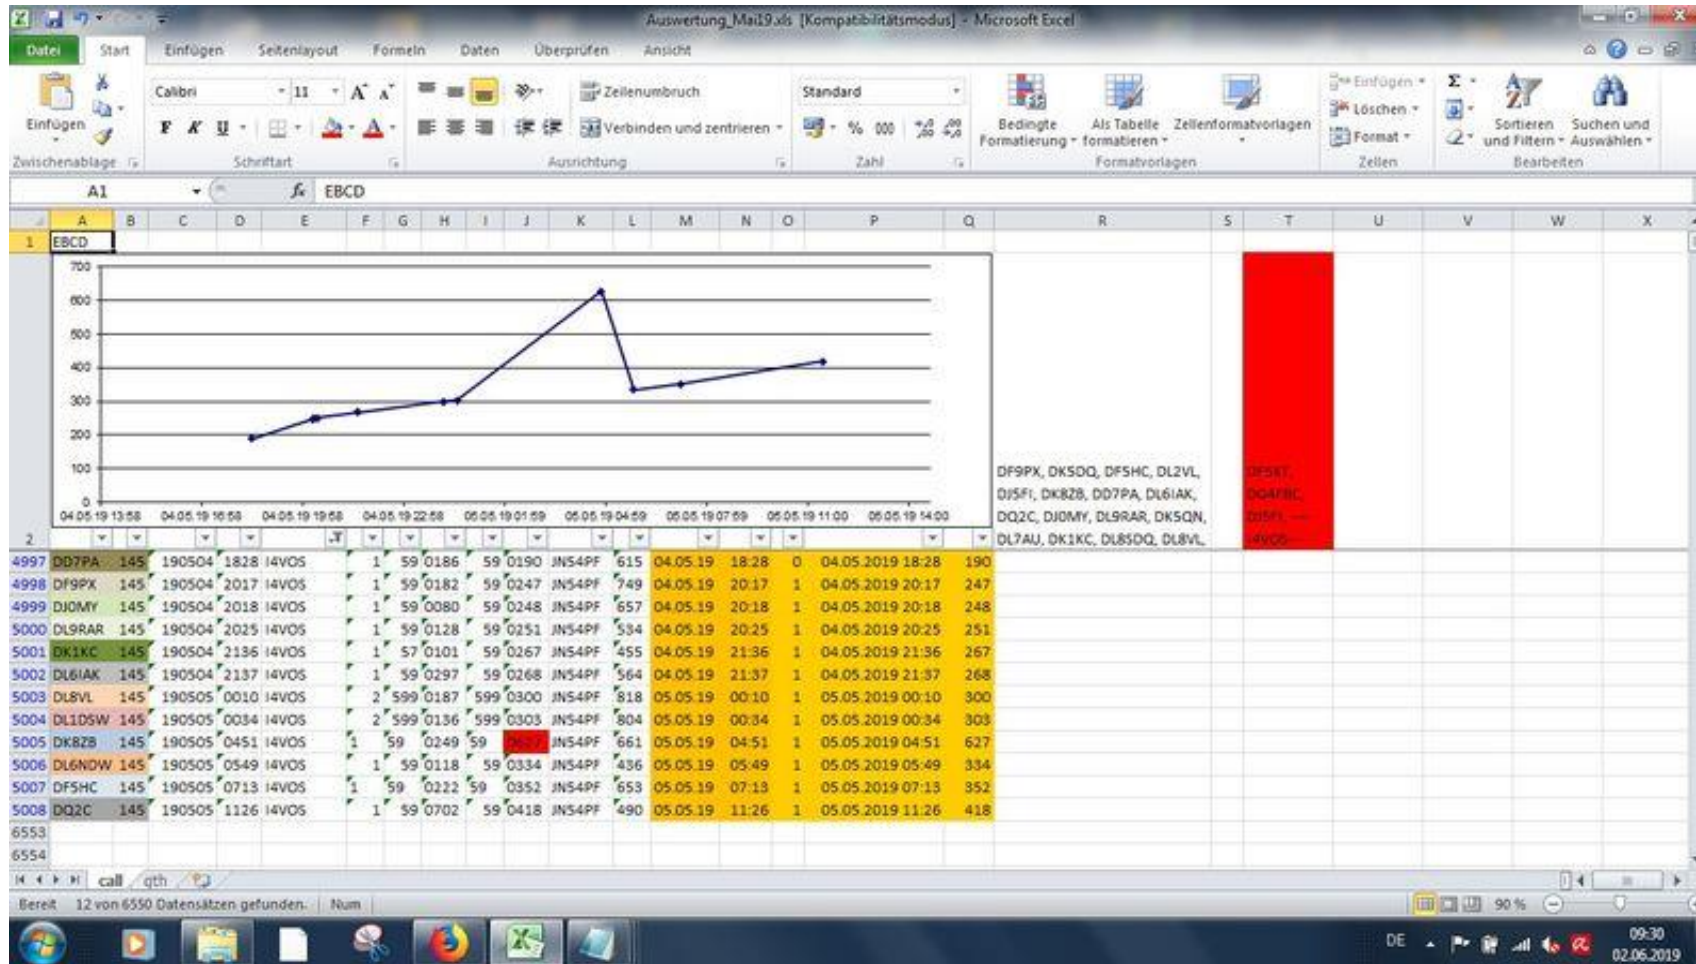 Auswertung_Mai19.xls [Kompatibilitätsmodus] - Microsoft Excel
Datei Start Einfügen Seitenlayout Formeln Daten Überprüfen Ansicht
Calibri 11 A A Zeilenumbruch Standard Einfügen Σ
Löschen
Einfügen F K U A Verbinden und zentrieren % 000 Bedingte Als Tabelle Zellenformatvorlagen Format Sortieren Suchen und
Formatierung formatieren und Filtern Auswählen
Zwischenablage Schriftart Ausrichtung Zahl Formatvorlagen Zellen Bearbeiten
A1 fx EBCD
A B C D E F G H I J K L M N O P Q R S T U V W X
1 EBCD
700
600
500
400
300
200
100
0
04.05.19 13:58 04.05.19 16:58 04.05.19 19:58 04.05.19 22:58 05.05.19 01:59 05.05.19 04:59 05.05.19 07:59 05.05.19 11:00 05.05.19 14:00
DF9PX, DK5DQ, DF5HC, DL2VL,
DJ5FI, DK8ZB, DD7PA, DL6IAK,
DQ2C, DJ0MY, DL9RAR, DK5QN,
DL7AU, DK1KC, DL8SDQ, DL8VL,
2
4997 DD7PA 145 190504 1828 I4VOS 1 59 0186 59 0190 JN54PF 615 04.05.19 18:28 0 04.05.2019 18:28 190
4998 DF9PX 145 190504 2017 I4VOS 1 59 0182 59 0247 JN54PF 749 04.05.19 20:17 1 04.05.2019 20:17 247
4999 DJ0MY 145 190504 2018 I4VOS 1 59 0080 59 0248 JN54PF 657 04.05.19 20:18 1 04.05.2019 20:18 248
5000 DL9RAR 145 190504 2025 I4VOS 1 59 0128 59 0251 JN54PF 534 04.05.19 20:25 1 04.05.2019 20:25 251
5001 DK1KC 145 190504 2136 I4VOS 1 57 0101 59 0267 JN54PF 455 04.05.19 21:36 1 04.05.2019 21:36 267
5002 DL6IAK 145 190504 2137 I4VOS 1 59 0297 59 0268 JN54PF 564 04.05.19 21:37 1 04.05.2019 21:37 268
5003 DL8VL 145 190505 0010 I4VOS 2 599 0187 599 0300 JN54PF 818 05.05.19 00:10 1 05.05.2019 00:10 300
5004 DL1DSW 145 190505 0034 I4VOS 2 599 0136 599 0303 JN54PF 804 05.05.19 00:34 1 05.05.2019 00:34 303
5005 DK8ZB 145 190505 0451 I4VOS 1 59 0249 59 0627 JN54PF 661 05.05.19 04:51 1 05.05.2019 04:51 627
5006 DL6NDW 145 190505 0549 I4VOS 1 59 0118 59 0334 JN54PF 436 05.05.19 05:49 1 05.05.2019 05:49 334
5007 DF5HC 145 190505 0713 I4VOS 1 59 0222 59 0352 JN54PF 653 05.05.19 07:13 1 05.05.2019 07:13 352
5008 DQ2C 145 190505 1126 I4VOS 1 59 0702 59 0418 JN54PF 490 05.05.19 11:26 1 05.05.2019 11:26 418
6553
6554
call qth
Bereit 12 von 6550 Datensätzen gefunden. Num 90 %
DE 09:30
02.06.2019